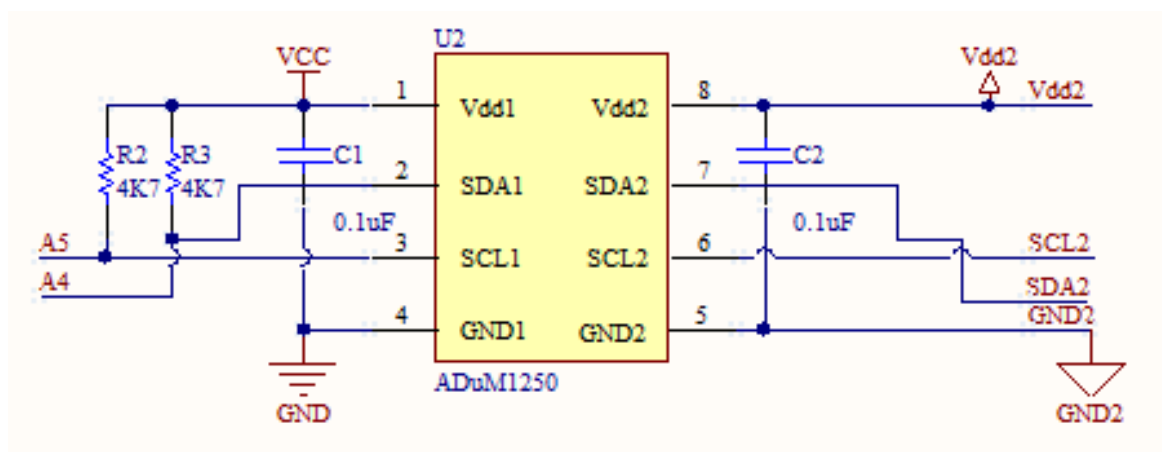 U2
VCC
Vdd2
1
Vdd1
Vdd2
8
Vdd2
R2
4K7
R3
4K7
C1
0.1uF
2
SDA1
SDA2
7
C2
0.1uF
A5
3
SCL1
SCL2
6
SCL2
A4
SDA2
4
GND1
GND2
5
GND2
ADuM1250
GND
GND2